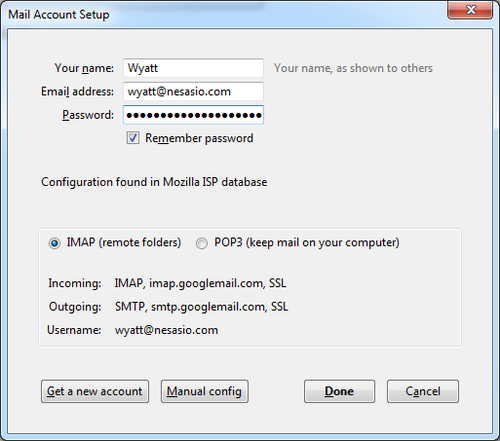 Mail Account Setup
Your name: Wyatt Your name, as shown to others
Email address: wyatt@nesasio.com
Password: ●●●●●●●●●●●●●●●●●●●●
Remember password
Configuration found in Mozilla ISP database
IMAP (remote folders) POP3 (keep mail on your computer)
Incoming: IMAP, imap.googlemail.com, SSL
Outgoing: SMTP, smtp.googlemail.com, SSL
Username: wyatt@nesasio.com
Get a new account Manual config Done Cancel